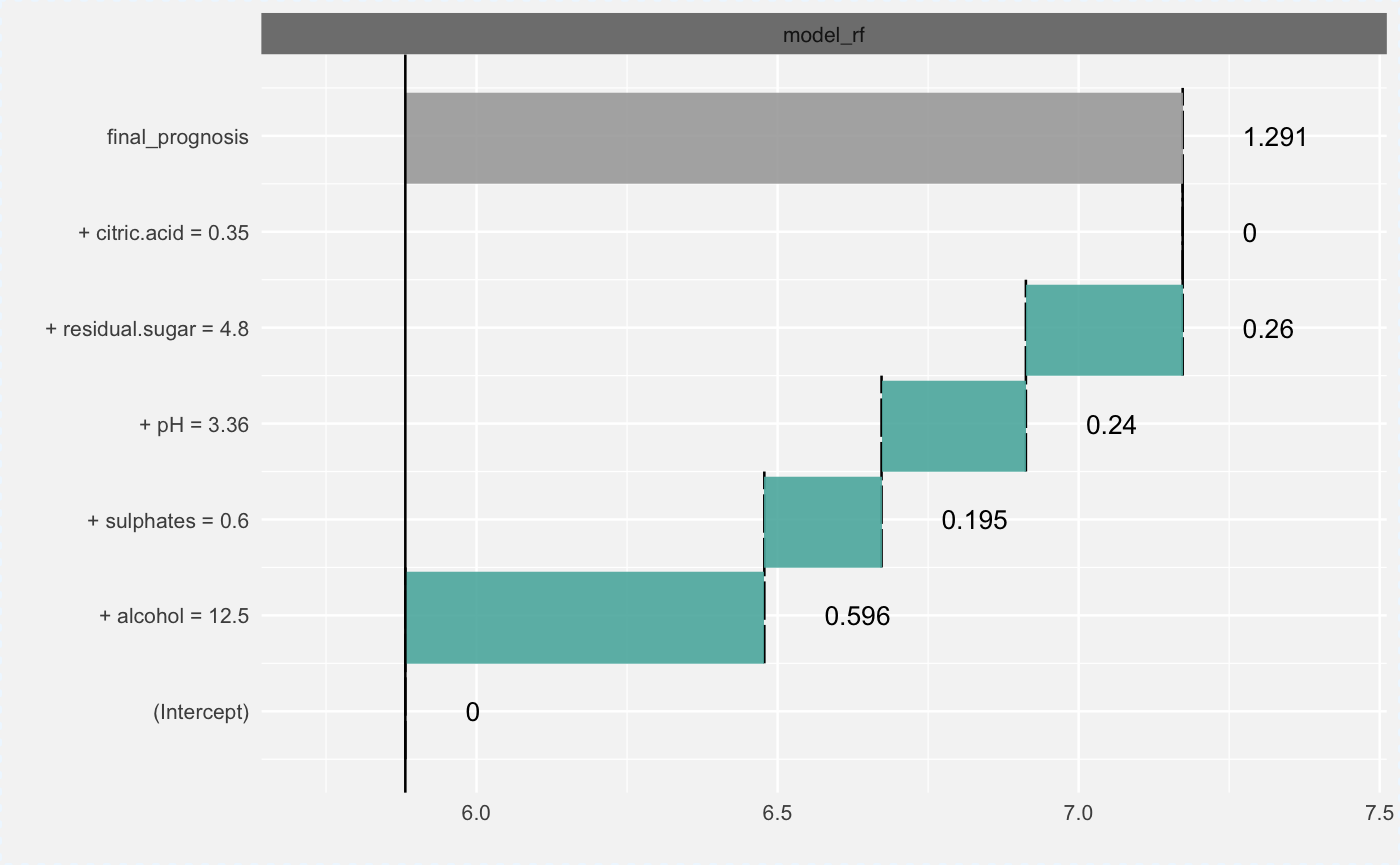 model_rf
final_prognosis 1.291
+ citric.acid = 0.35 0
+ residual.sugar = 4.8 0.26
+ pH = 3.36 0.24
+ sulphates = 0.6 0.195
+ alcohol = 12.5 0.596
(Intercept) 0
6.0 6.5 7.0 7.5